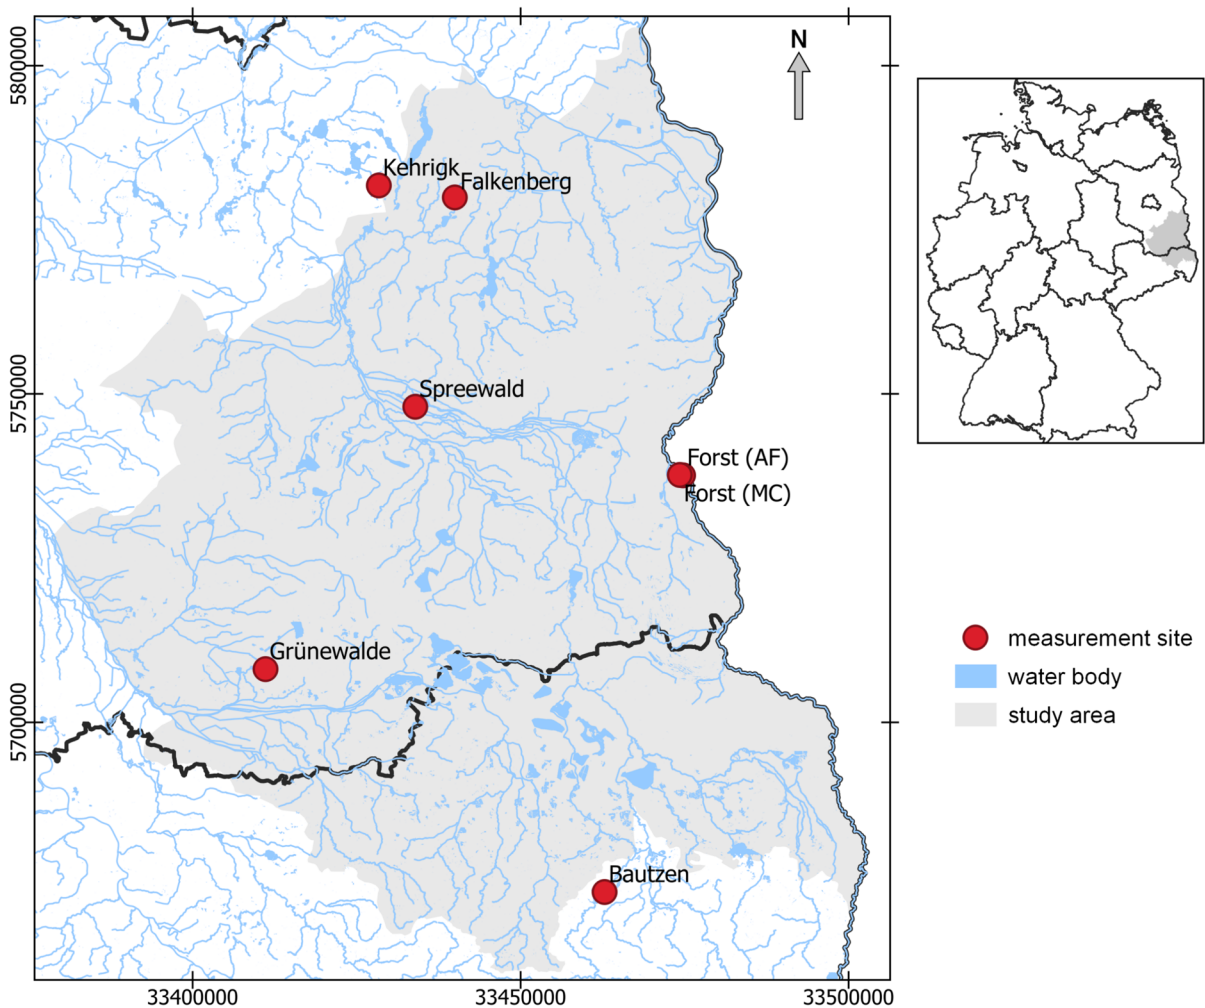 N
5800000
Kehrigk
Falkenberg
5750000
Spreewald
Forst (AF)
Forst (MC)
Grünewalde
5700000
Bautzen
33400000
33450000
33500000
measurement site
water body
study area